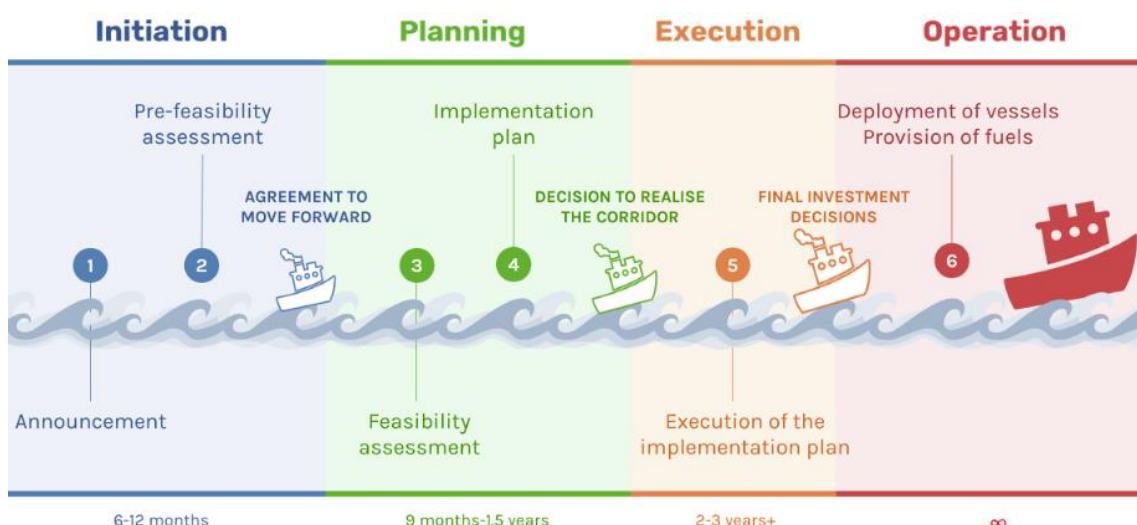 Initiation
Planning
Execution
Operation
Pre-feasibility
assessment
Implementation
plan
Deployment of vessels
Provision of fuels
AGREEMENT TO
MOVE FORWARD
DECISION TO REALISE
THE CORRIDOR
FINAL INVESTMENT
DECISIONS
1
2
3
4
5
6
Announcement
Feasibility
assessment
Execution of the
implementation plan
6-12 months
9 months-1.5 years
2-3 years+
∞